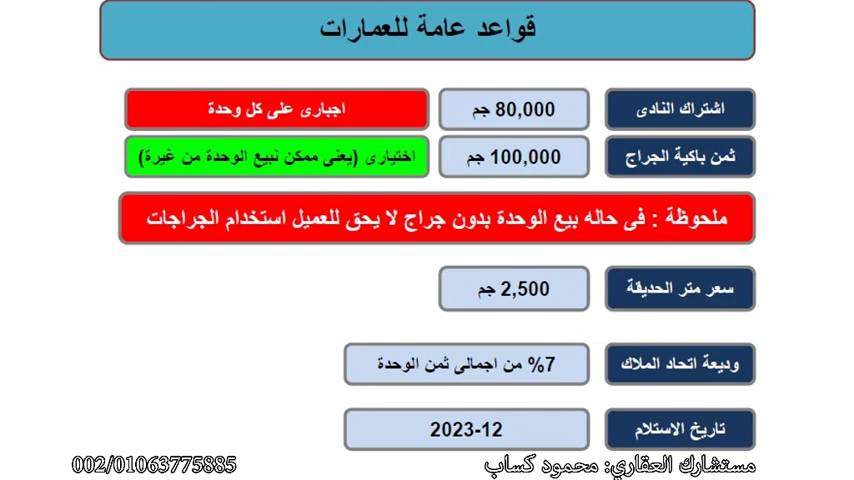 قواعد عامة للعمارات
اشتراك النادى 80,000 جم اجبارى على كل وحدة
ثمن باكية الجراج 100,000 جم اختيارى (يعنى ممكن نبيع الوحدة من غيرة)
ملحوظة : فى حاله بيع الوحدة بدون جراج لا يحق للعميل استخدام الجراجات
سعر متر الحديقة 2,500 جم
وديعة اتحاد الملاك 7% من اجمالى ثمن الوحدة
تاريخ الاستلام 2023-12
مستشارك العقاري: محمود كساب 002/01063775885